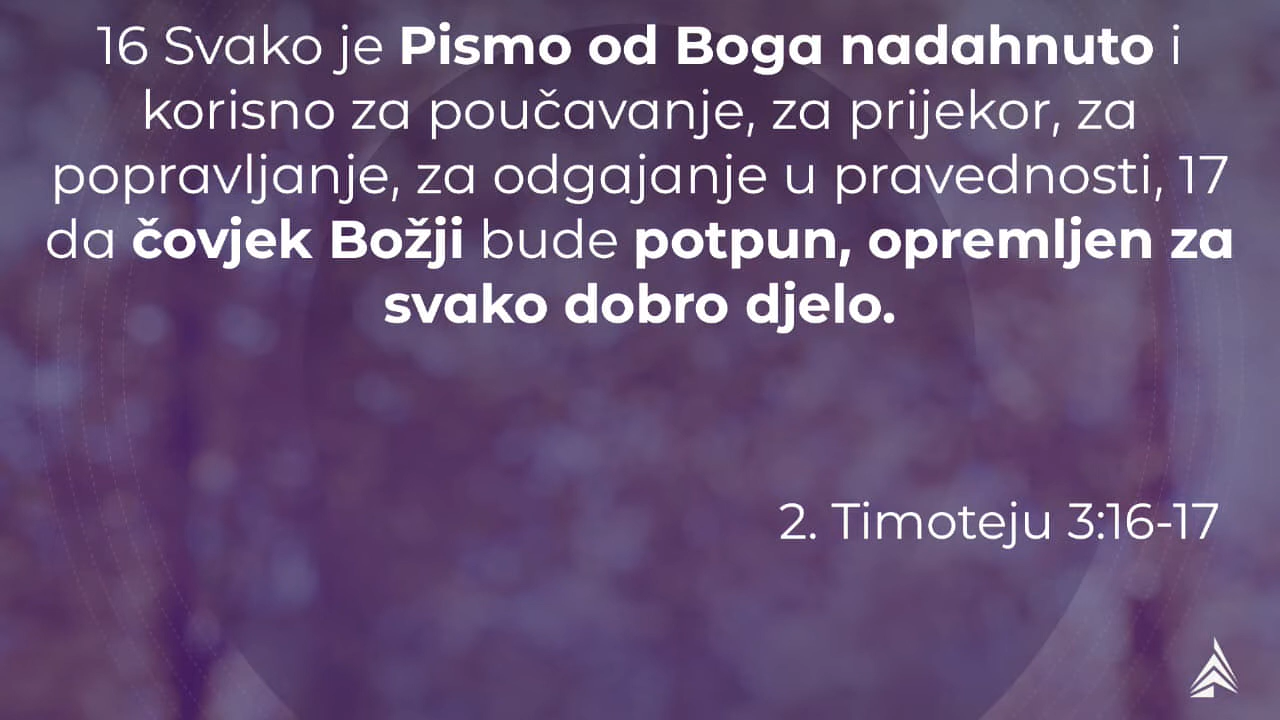 16 Svako je Pismo od Boga nadahnuto i
korisno za poučavanje, za prijekor, za
popravljanje, za odgajanje u pravednosti, 17
da čovjek Božji bude potpun, opremljen za
svako dobro djelo.
2. Timoteju 3:16-17